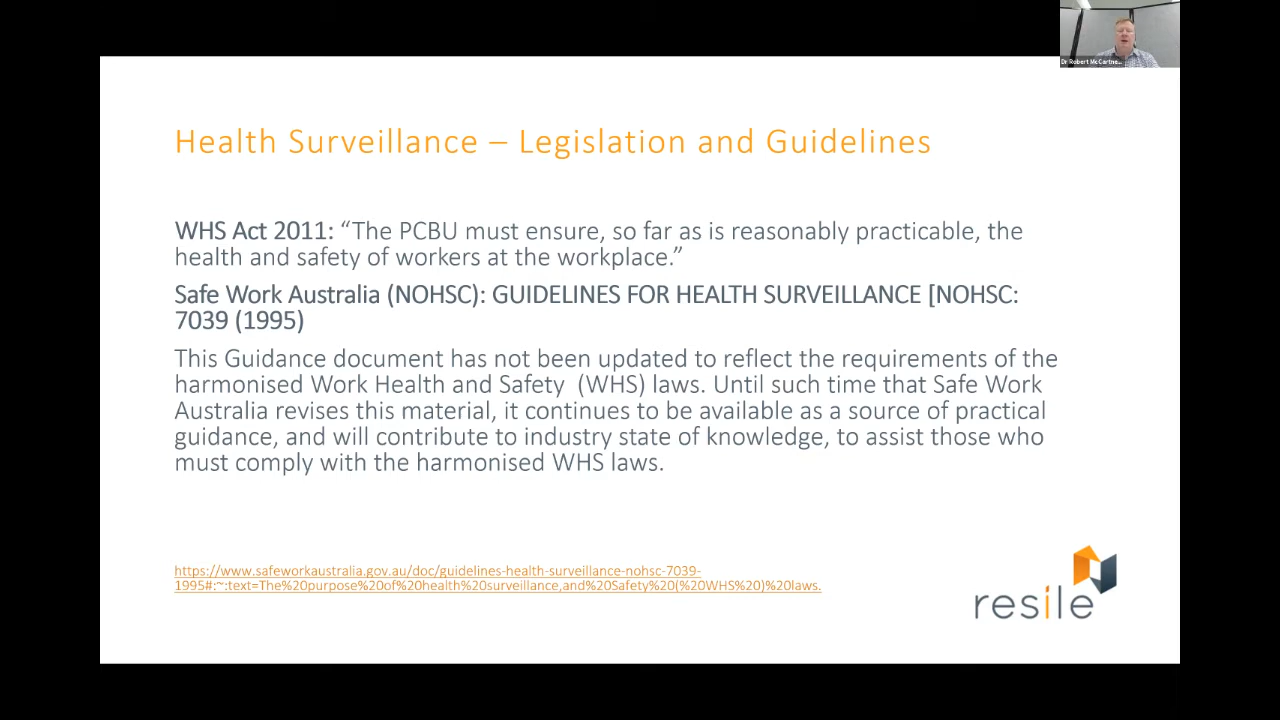 Dr Robert McCartne...
Health Surveillance – Legislation and Guidelines
WHS Act 2011: “The PCBU must ensure, so far as is reasonably practicable, the
health and safety of workers at the workplace.”
Safe Work Australia (NOHSC): GUIDELINES FOR HEALTH SURVEILLANCE [NOHSC:
7039 (1995)
This Guidance document has not been updated to reflect the requirements of the
harmonised Work Health and Safety  (WHS) laws. Until such time that Safe Work
Australia revises this material, it continues to be available as a source of practical
guidance, and will contribute to industry state of knowledge, to assist those who
must comply with the harmonised WHS laws.
https://www.safeworkaustralia.gov.au/doc/guidelines-health-surveillance-nohsc-7039-
1995#:~:text=The%20purpose%20of%20health%20surveillance,and%20Safety%20(%20WHS%20)%20laws.
resile